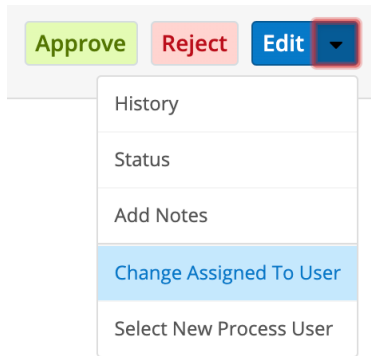 Approve Reject Edit
History
Status
Add Notes
Change Assigned To User
Select New Process User